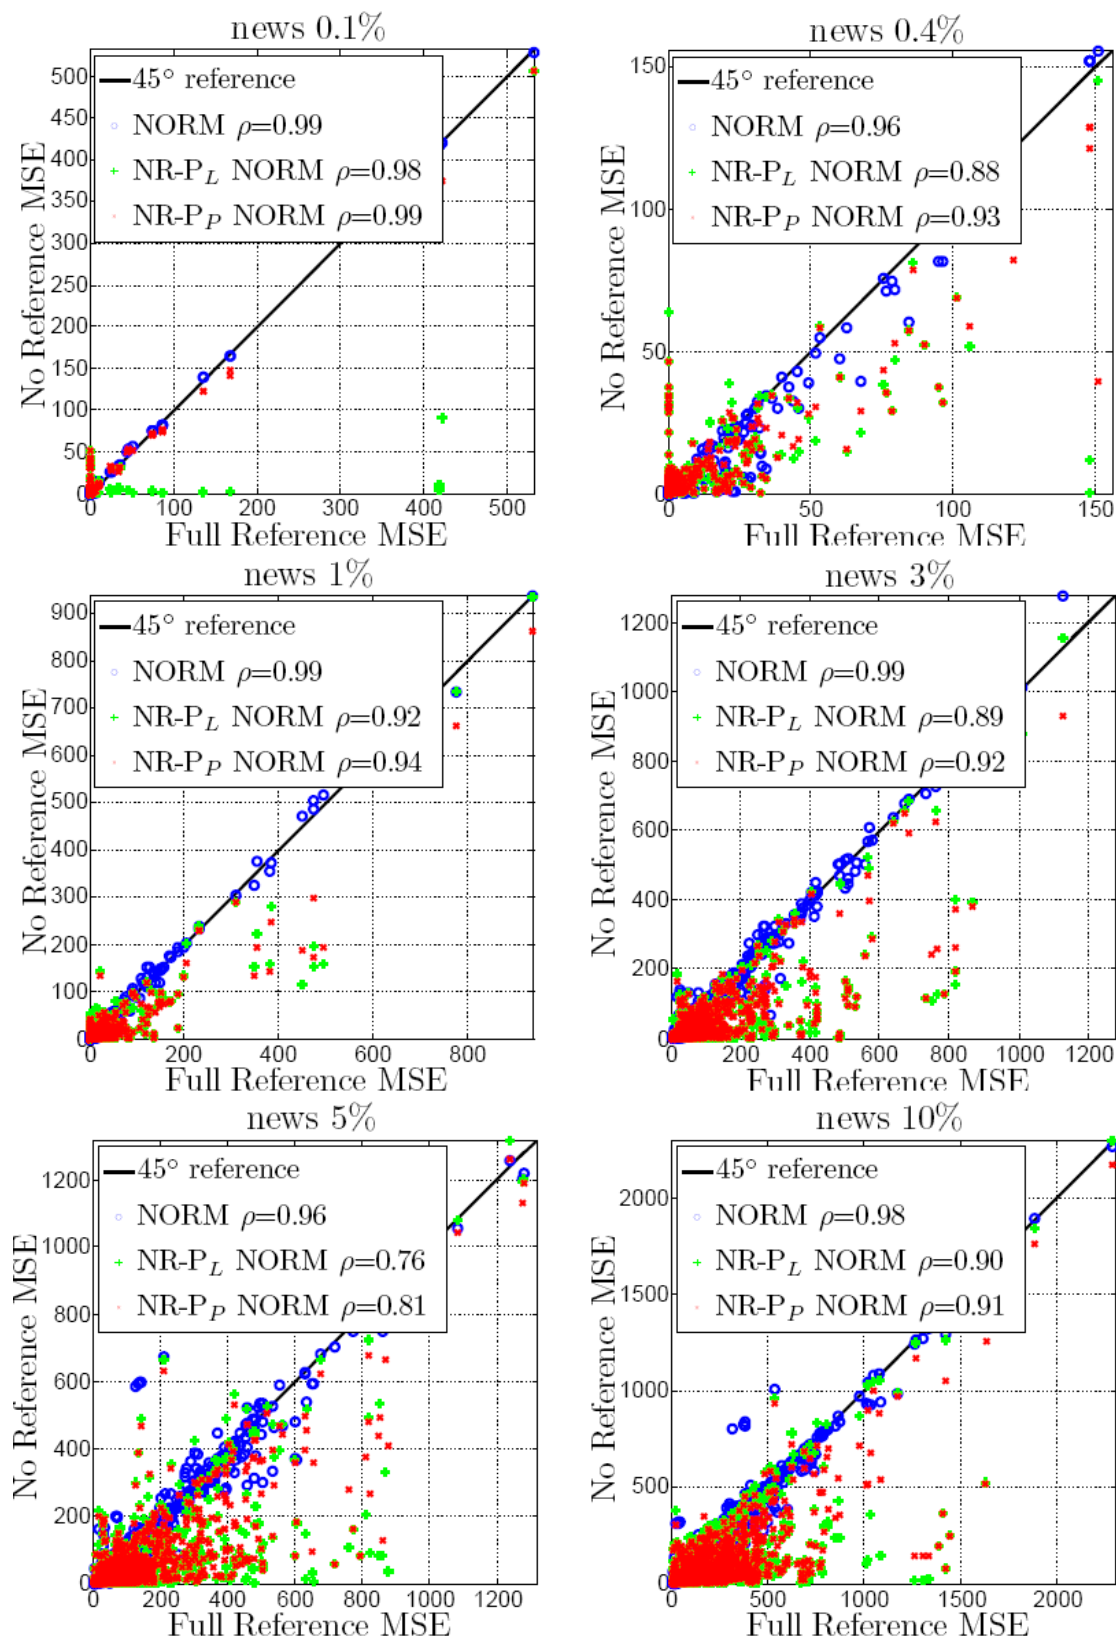 news 0.1%
45° reference
NORM ρ=0.99
NR-P_L NORM ρ=0.98
NR-P_P NORM ρ=0.99
No Reference MSE
500
450
400
350
300
250
200
150
100
50
0
0 100 200 300 400 500
Full Reference MSE
news 0.4%
45° reference
NORM ρ=0.96
NR-P_L NORM ρ=0.88
NR-P_P NORM ρ=0.93
No Reference MSE
150
100
50
0
0 50 100 150
Full Reference MSE
news 1%
45° reference
NORM ρ=0.99
NR-P_L NORM ρ=0.92
NR-P_P NORM ρ=0.94
No Reference MSE
900
800
700
600
500
400
300
200
100
0
0 200 400 600 800
Full Reference MSE
news 3%
45° reference
NORM ρ=0.99
NR-P_L NORM ρ=0.89
NR-P_P NORM ρ=0.92
No Reference MSE
1200
1000
800
600
400
200
0
0 200 400 600 800 1000 1200
Full Reference MSE
news 5%
45° reference
NORM ρ=0.96
NR-P_L NORM ρ=0.76
NR-P_P NORM ρ=0.81
No Reference MSE
1200
1000
800
600
400
200
0
0 200 400 600 800 1000 1200
Full Reference MSE
news 10%
45° reference
NORM ρ=0.98
NR-P_L NORM ρ=0.90
NR-P_P NORM ρ=0.91
No Reference MSE
2000
1500
1000
500
0
0 500 1000 1500 2000
Full Reference MSE